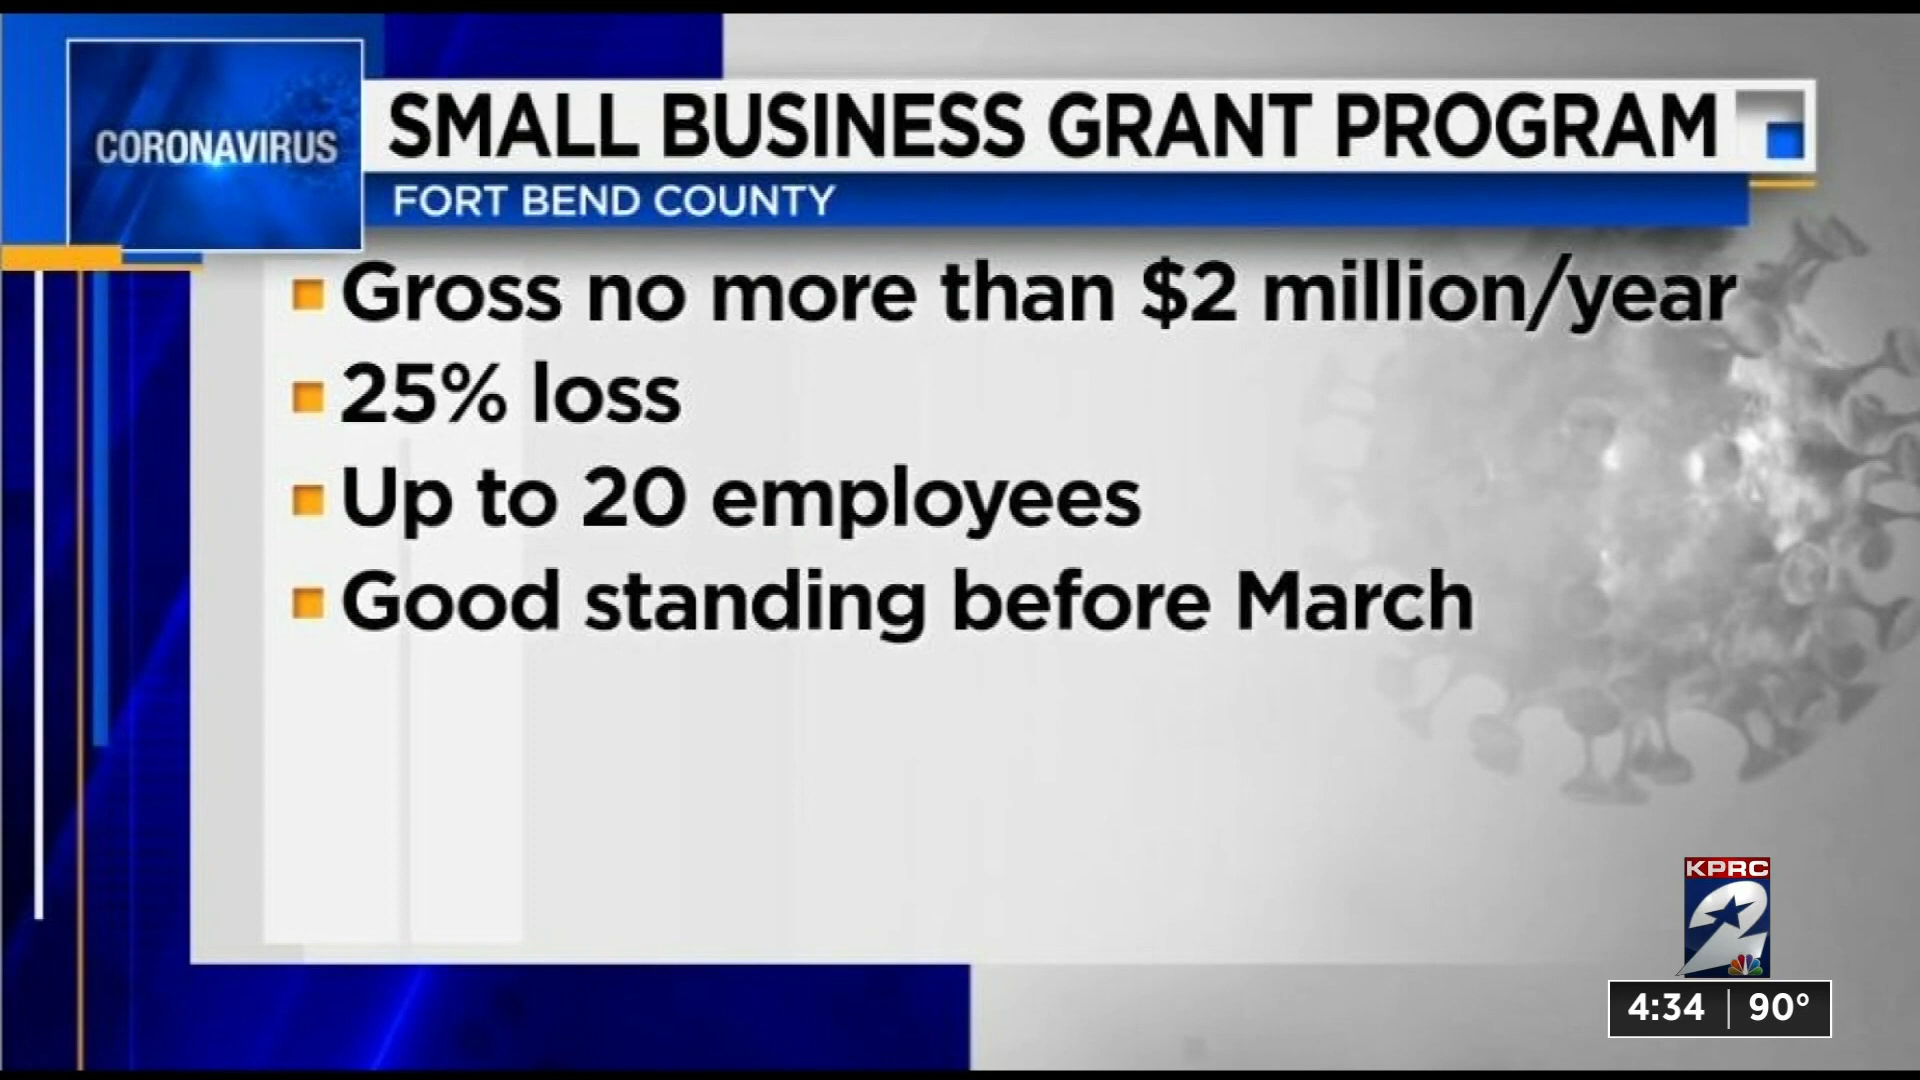 CORONAVIRUS
SMALL BUSINESS GRANT PROGRAM
FORT BEND COUNTY
Gross no more than $2 million/year
25% loss
Up to 20 employees
Good standing before March
KPRC
2
4:34 90°